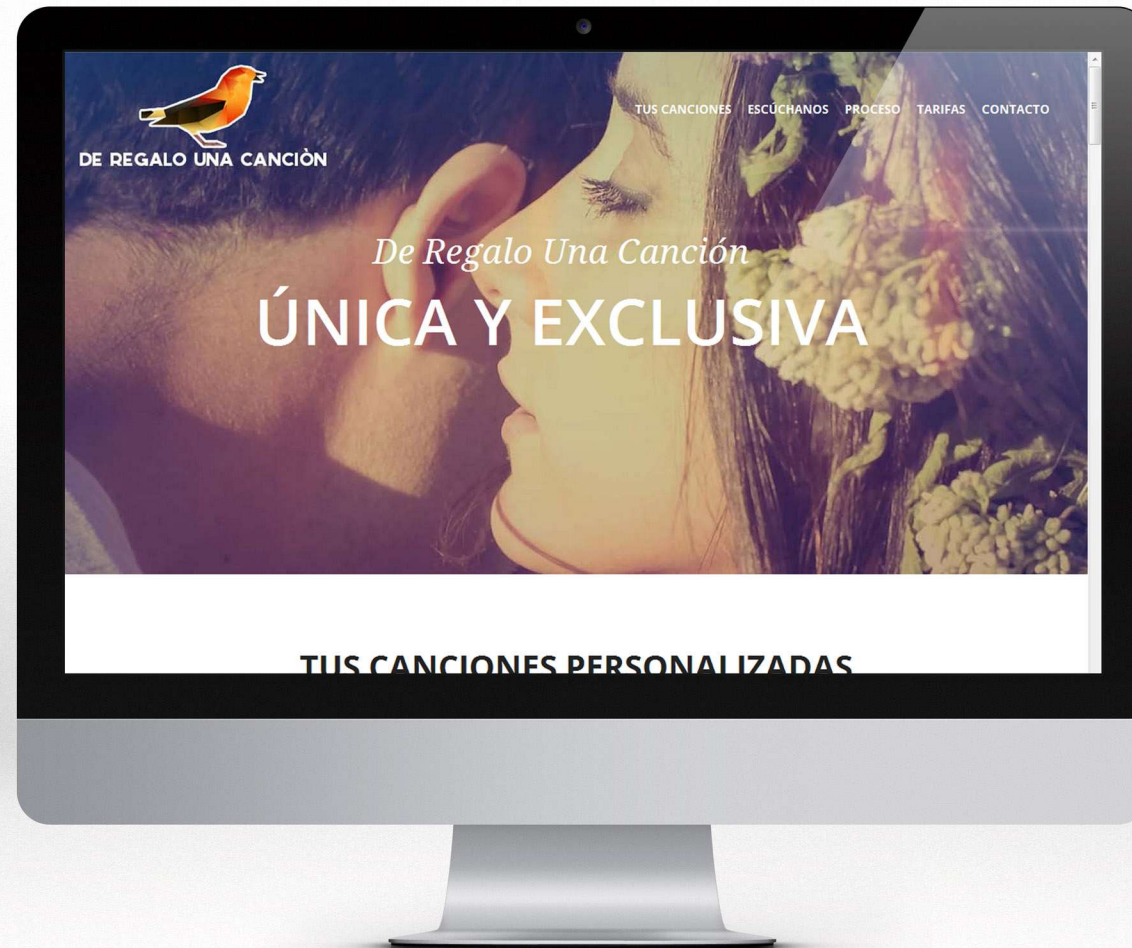 DE REGALO UNA CANCIÒN
TUS CANCIONES ESCÚCHANOS PROCESO TARIFAS CONTACTO
De Regalo Una Canción
ÚNICA Y EXCLUSIVA
TUS CANCIONES PERSONALIZADAS